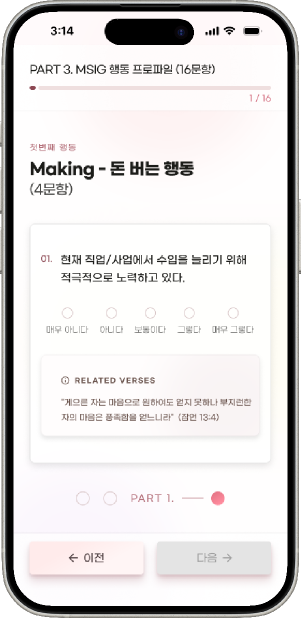 3:14
PART 3. MSIG 행동 프로파일 (16문항)
1 / 16
첫번째 행동
Making - 돈 버는 행동
(4문항)
01. 현재 직업/사업에서 수입을 늘리기 위해
적극적으로 노력하고 있다.
매우 아니다 아니다 보통이다 그렇다 매우 그렇다
RELATED VERSES
"게으른 자는 마음으로 원하여도 얻지 못하나 부지런한
자의 마음은 풍족함을 얻느니라" (잠언 13:4)
PART 1.
← 이전
다음 →